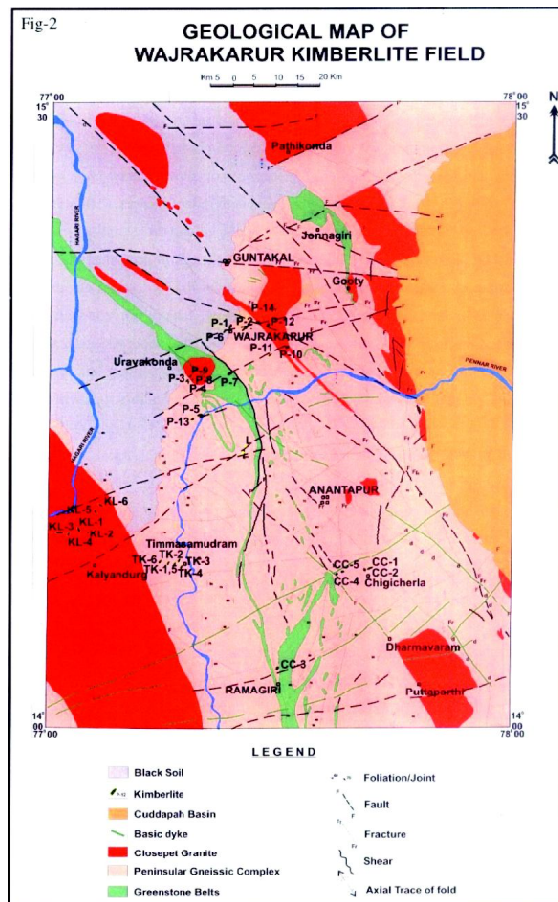 Fig-2
GEOLOGICAL MAP OF
WAJRAKARUR KIMBERLITE FIELD
Km 5 0 10 20 Km
77°00 78°00
15° 15°
30 30
N
Pathikonda
HAGARI RIVER
Jonnagiri
GUNTAKAL
Gooty
P-14
P-1 P-2 P-12
P-6 WAJRAKARUR
P-11 P-10
PENNAR RIVER
Uravakonda
P-9
P-3 P-8 P-7
P-4
P-5
P-13
HAGARI RIVER
ANANTAPUR
KL-6
KL-5
KL-3 KL-1
KL-2
KL-4
Timmasamudram
TK-2
TK-6 TK-3
TK-1,5
TK-4
Kalyandurg
CC-5 CC-1
CC-4 CC-2
Chigicherla
Dharmavaram
CC-3
RAMAGIRI
Puttaparthi
14° 14°
00 00
77°00 78°00
LEGEND
Black Soil
Kimberlite
Cuddapah Basin
Basic dyke
Closepet Granite
Peninsular Gneissic Complex
Greenstone Belts
Foliation/Joint
Fault
Fracture
Shear
Axial Trace of fold